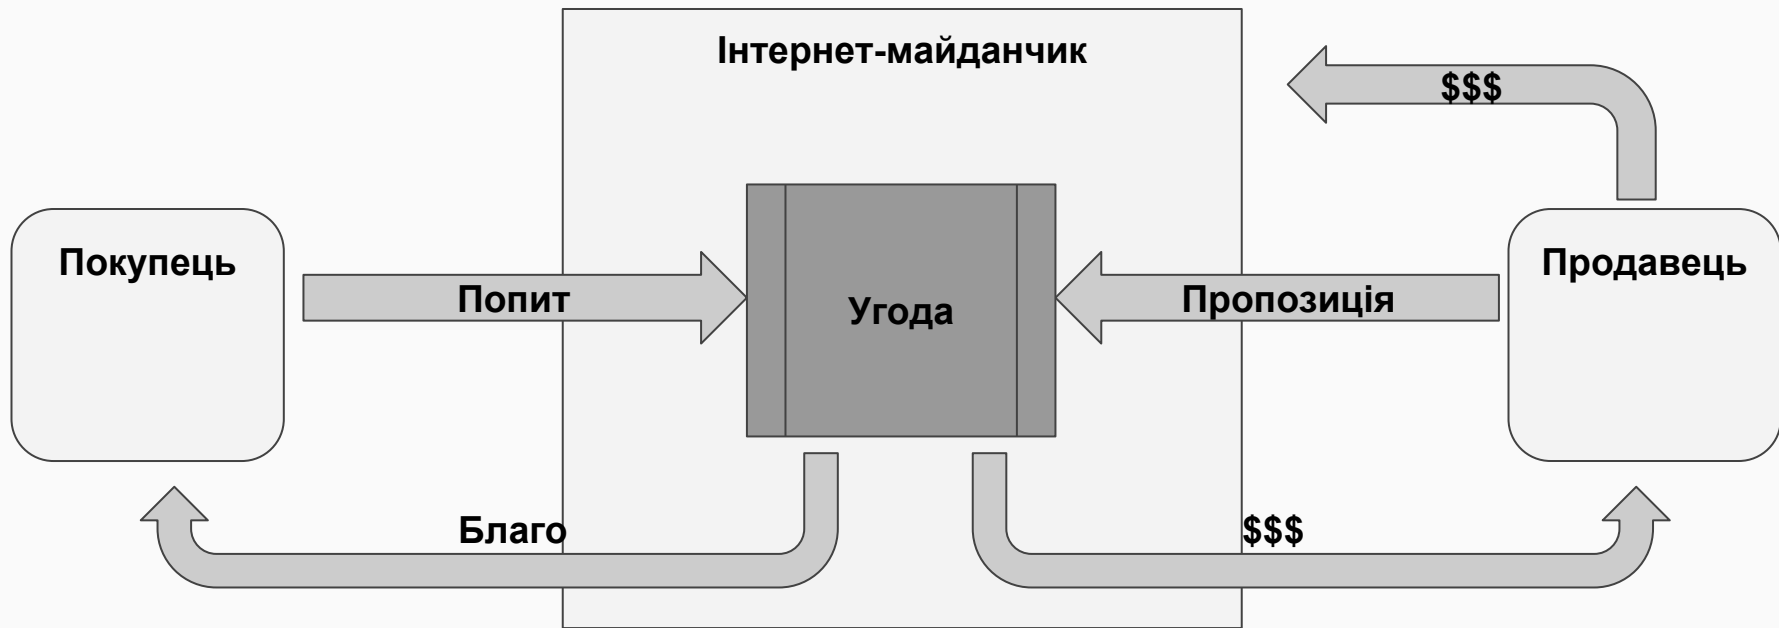 Інтернет-майданчик
$$$
Покупець
Продавець
Попит
Угода
Пропозиція
Благо
$$$